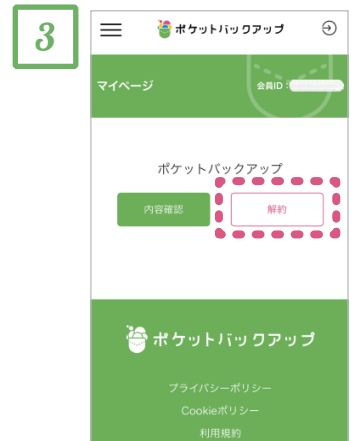 3
ポケットバックアップ
マイページ
会員ID：
ポケットバックアップ
内容確認
解約
ポケットバックアップ
プライバシーポリシー
Cookieポリシー
利用規約